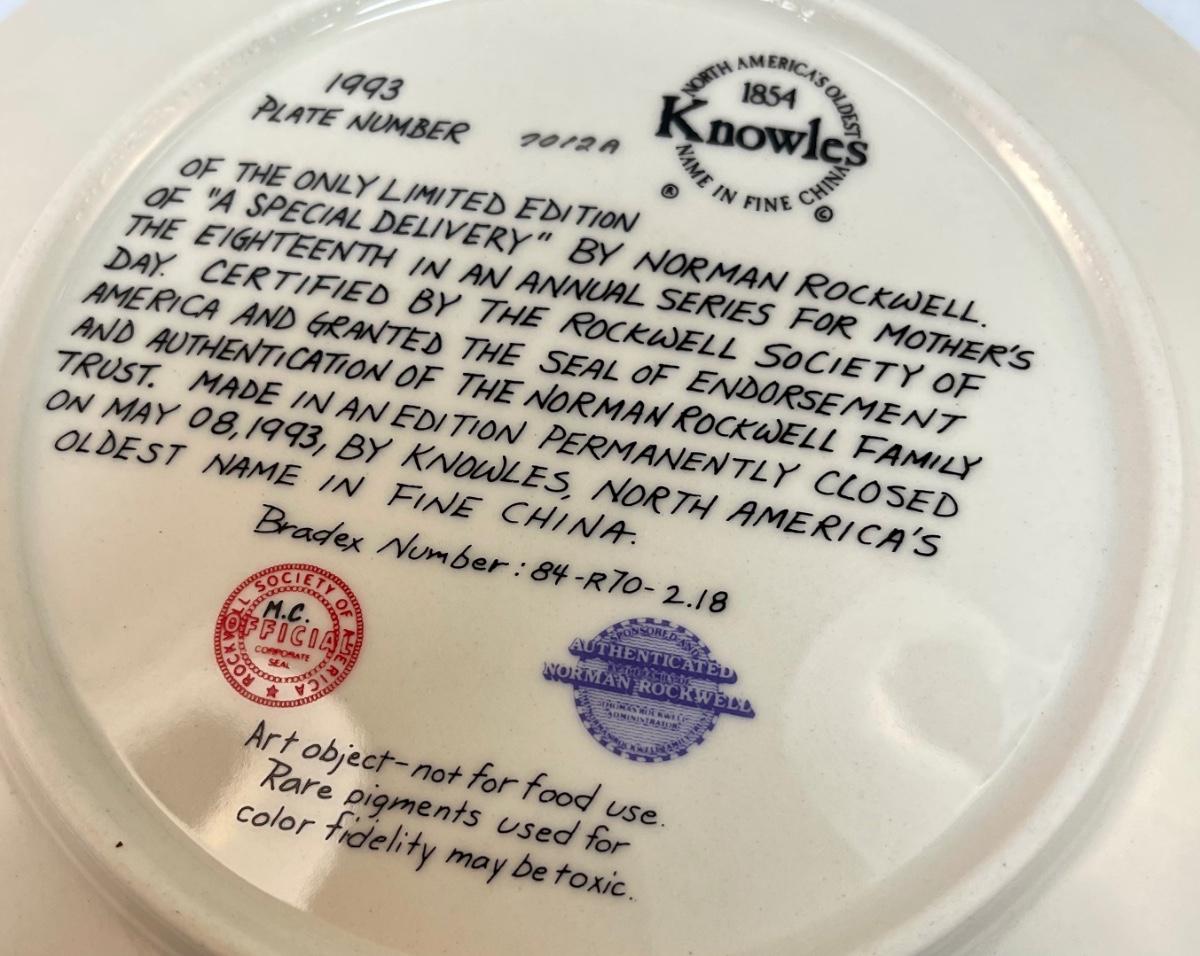 1993
PLATE NUMBER 7012A
NORTH AMERICA'S OLDEST
1854
Knowles
NAME IN FINE CHINA
® ©
OF THE ONLY LIMITED EDITION
OF "A SPECIAL DELIVERY" BY NORMAN ROCKWELL.
THE EIGHTEENTH IN AN ANNUAL SERIES FOR MOTHER'S
DAY. CERTIFIED BY THE ROCKWELL SOCIETY OF
AMERICA AND GRANTED THE SEAL OF ENDORSEMENT
AND AUTHENTICATION OF THE NORMAN ROCKWELL FAMILY
TRUST. MADE IN AN EDITION PERMANENTLY CLOSED
ON MAY 08, 1993, BY KNOWLES, NORTH AMERICA'S
OLDEST NAME IN FINE CHINA.
Bradex Number: 84-R70-2.18
ROCKWELL SOCIETY OF AMERICA
M.C.
OFFICIAL
CORPORATE
SEAL
SPONSORED AND
AUTHENTICATED
NORMAN ROCKWELL
THOMAS ROCKWELL
ADMINISTRATOR
Art object-not for food use.
Rare pigments used for
color fidelity may be toxic.